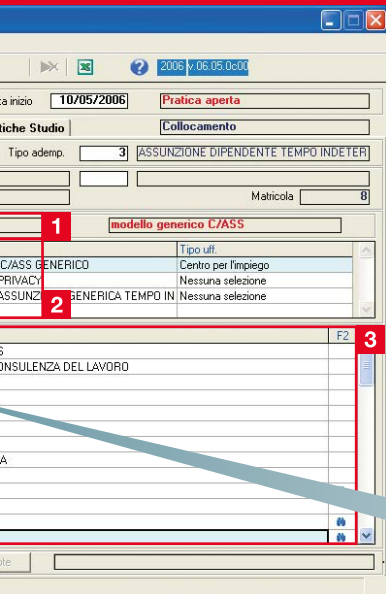 2006 v.06.05.0c00
ta inizio 10/05/2006 Pratica aperta
tiche Studio Collocamento
Tipo ademp. 3 ASSUNZIONE DIPENDENTE TEMPO INDETER
Matricola 8
1 modello generico C/ASS
Tipo uff.
C/ASS GENERICO Centro per l'impiego
PRIVACY Nessuna selezione
ASSUNZ GENERICA TEMPO IN Nessuna selezione
2
F2
3
S
ONSULENZA DEL LAVORO
A
ote